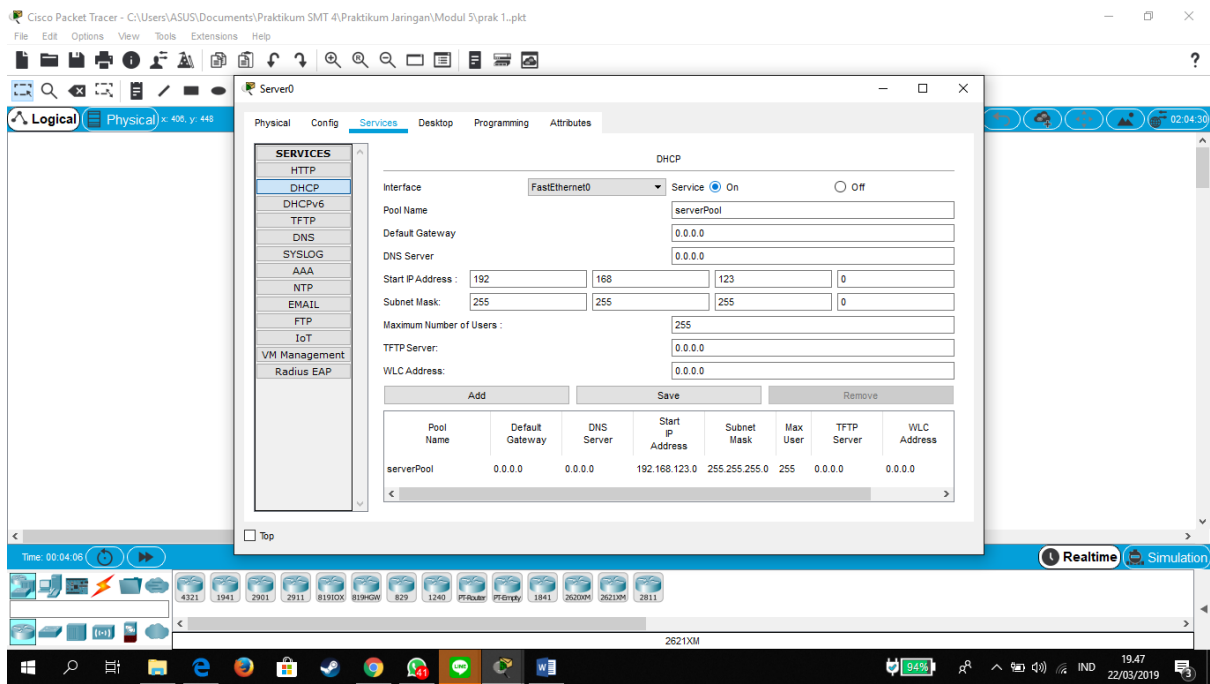 Cisco Packet Tracer - C:\Users\ASUS\Documents\Praktikum SMT 4\Praktikum Jaringan\Modul 5\prak 1..pkt
File Edit Options View Tools Extensions Help
?
Server0
Logical Physical x: 406, y: 448 02:04:30
Physical Config Services Desktop Programming Attributes
SERVICES
HTTP
DHCP
DHCPv6
TFTP
DNS
SYSLOG
AAA
NTP
EMAIL
FTP
IoT
VM Management
Radius EAP
DHCP
Interface FastEthernet0 Service On Off
Pool Name serverPool
Default Gateway 0.0.0.0
DNS Server 0.0.0.0
Start IP Address : 192 168 123 0
Subnet Mask: 255 255 255 0
Maximum Number of Users : 255
TFTP Server: 0.0.0.0
WLC Address: 0.0.0.0
Add Save Remove
Pool Name Default Gateway DNS Server Start IP Address Subnet Mask Max User TFTP Server WLC Address
serverPool 0.0.0.0 0.0.0.0 192.168.123.0 255.255.255.0 255 0.0.0.0 0.0.0.0
Top
Time: 00:04:06 Realtime Simulation
4321 1941 2901 2911 819IOX 819HGW 829 1240 PT-Router PT-Empty 1841 2620XM 2621XM 2811
2621XM
41 LINE 94% IND 19.47
22/03/2019 3